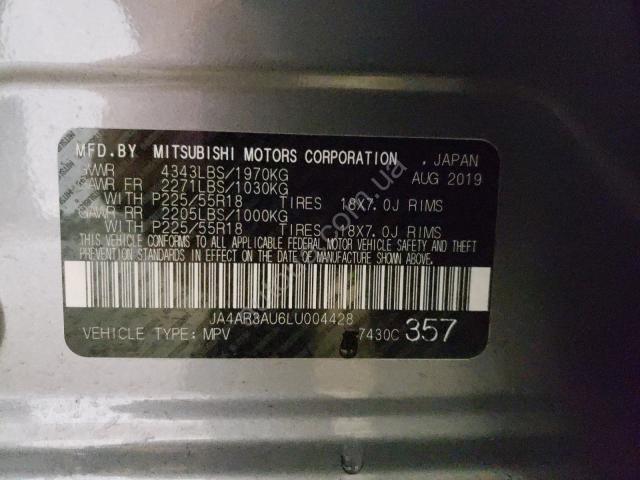 MFD.BY MITSUBISHI MOTORS CORPORATION . JAPAN
GVWR 4343LBS/1970KG AUG 2019
GAWR FR 2271LBS/1030KG
WITH P225/55R18 TIRES 18X7.0J RIMS
GAWR RR 2205LBS/1000KG
WITH P225/55R18 TIRES 18X7.0J RIMS
THIS VEHICLE CONFORMS TO ALL APPLICABLE FEDERAL MOTOR VEHICLE SAFETY AND THEFT
PREVENTION STANDARDS IN EFFECT ON THE DATE OF MANUFACTURE SHOWN ABOVE.
JA4AR3AU6LU004428
VEHICLE TYPE: MPV 7430C 357